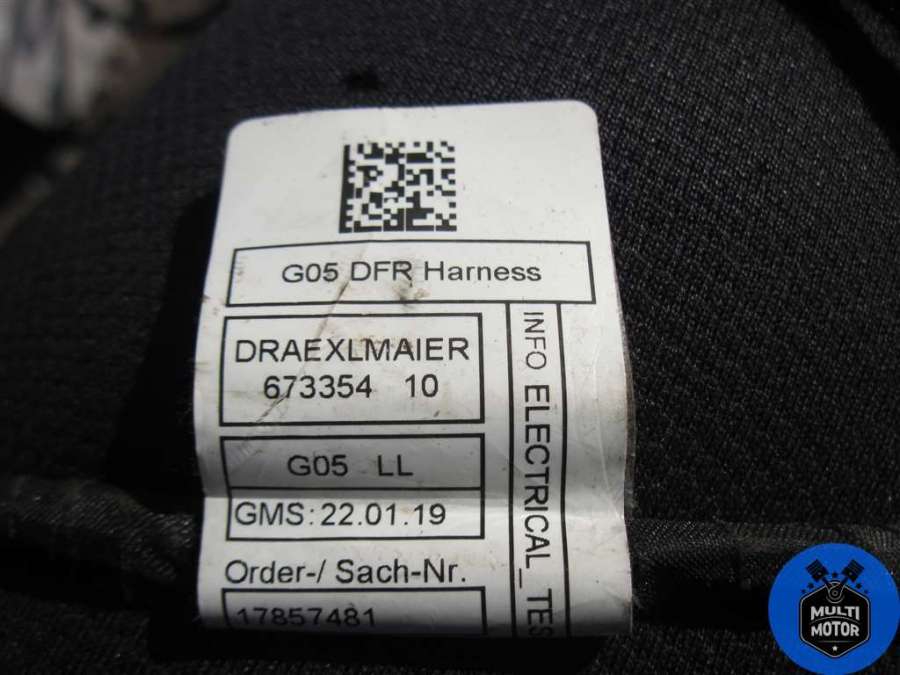 G05 DFR Harness
DRAEXLMAIER
673354 10
G05 LL
GMS: 22.01.19
Order-/ Sach-Nr.
17857481
INFO ELECTRICAL_TES
MULTI
MOTOR